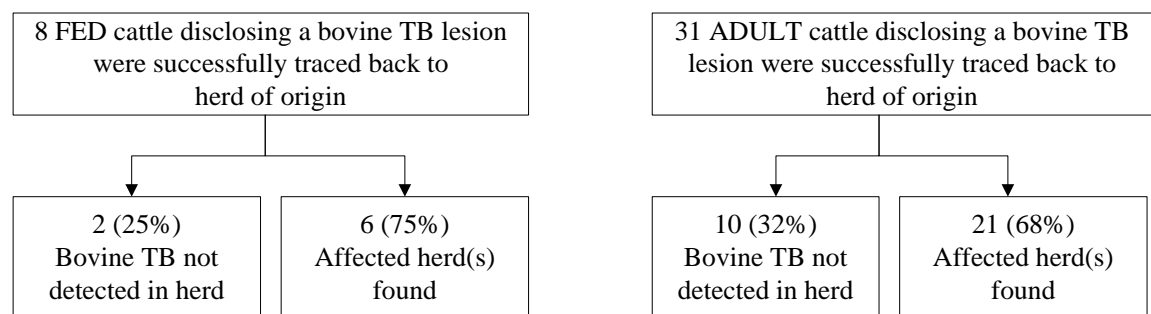 8 FED cattle disclosing a bovine TB lesion
were successfully traced back to
herd of origin
2 (25%)
Bovine TB not
detected in herd
6 (75%)
Affected herd(s)
found
31 ADULT cattle disclosing a bovine TB
lesion were successfully traced back to
herd of origin
10 (32%)
Bovine TB not
detected in herd
21 (68%)
Affected herd(s)
found